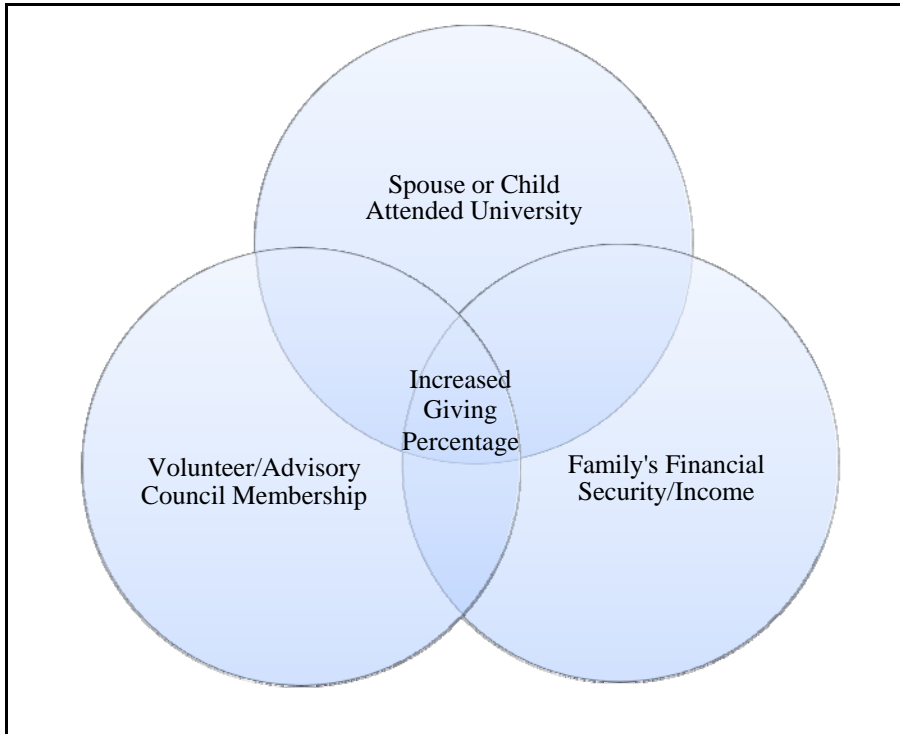 Spouse or Child
Attended University
Increased
Giving
Percentage
Volunteer/Advisory
Council Membership
Family's Financial
Security/Income